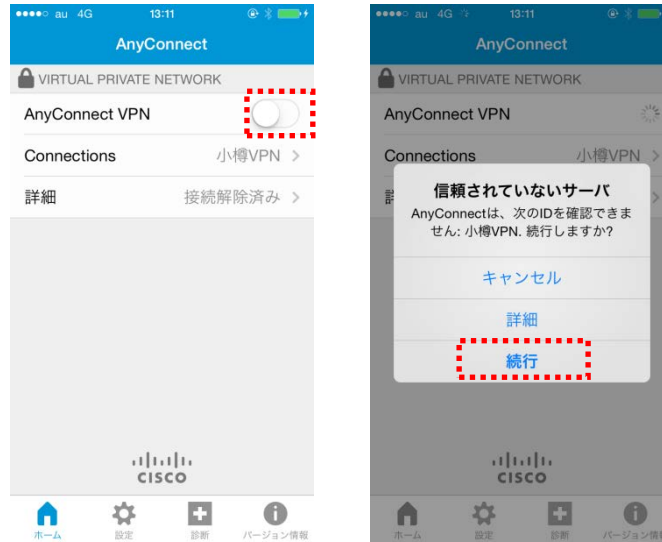 au 4G 13:11
AnyConnect
VIRTUAL PRIVATE NETWORK
AnyConnect VPN
Connections 小樽VPN
詳細 接続解除済み
CISCO
ホーム 設定 診断 バージョン情報
au 4G 13:11
AnyConnect
VIRTUAL PRIVATE NETWORK
AnyConnect VPN
Connections 小樽VPN
詳
信頼されていないサーバ
AnyConnectは、次のIDを確認できま
せん: 小樽VPN. 続行しますか?
キャンセル
詳細
続行
CISCO
ホーム 設定 診断 バージョン情報